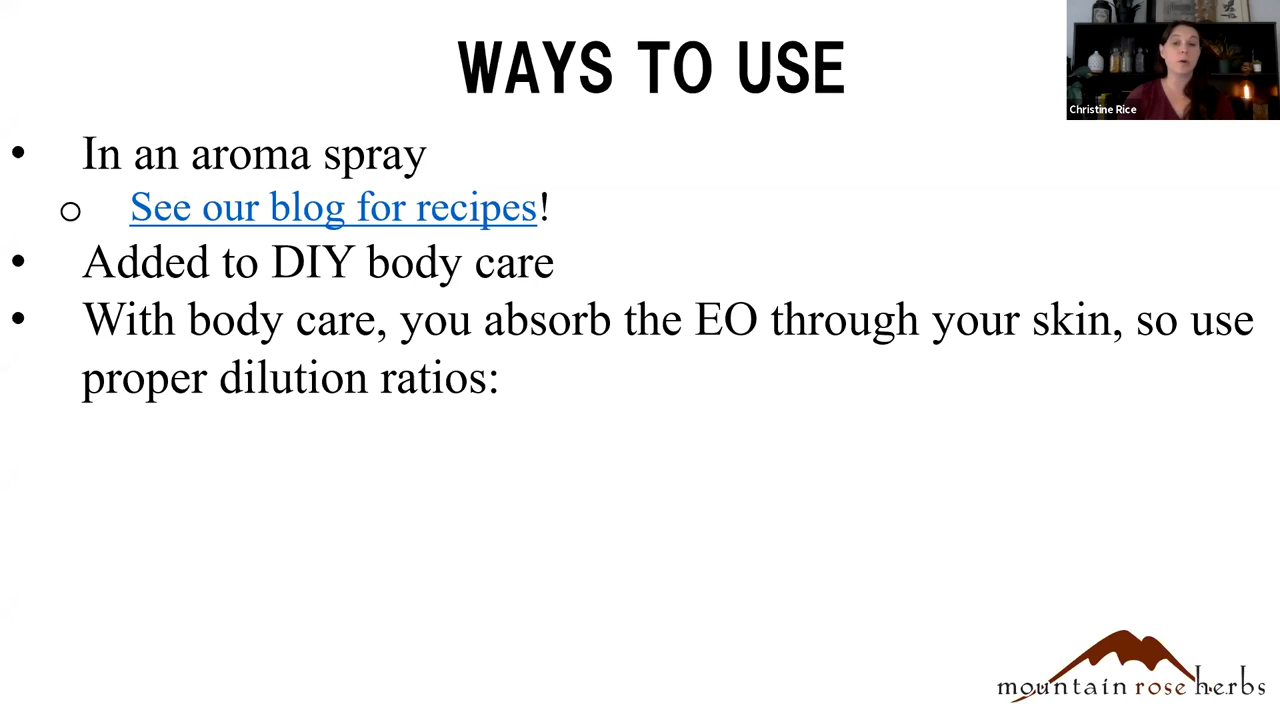 WAYS TO USE
Christine Rice
• In an aroma spray
o See our blog for recipes!
• Added to DIY body care
• With body care, you absorb the EO through your skin, so use
proper dilution ratios:
mountain rose herbs